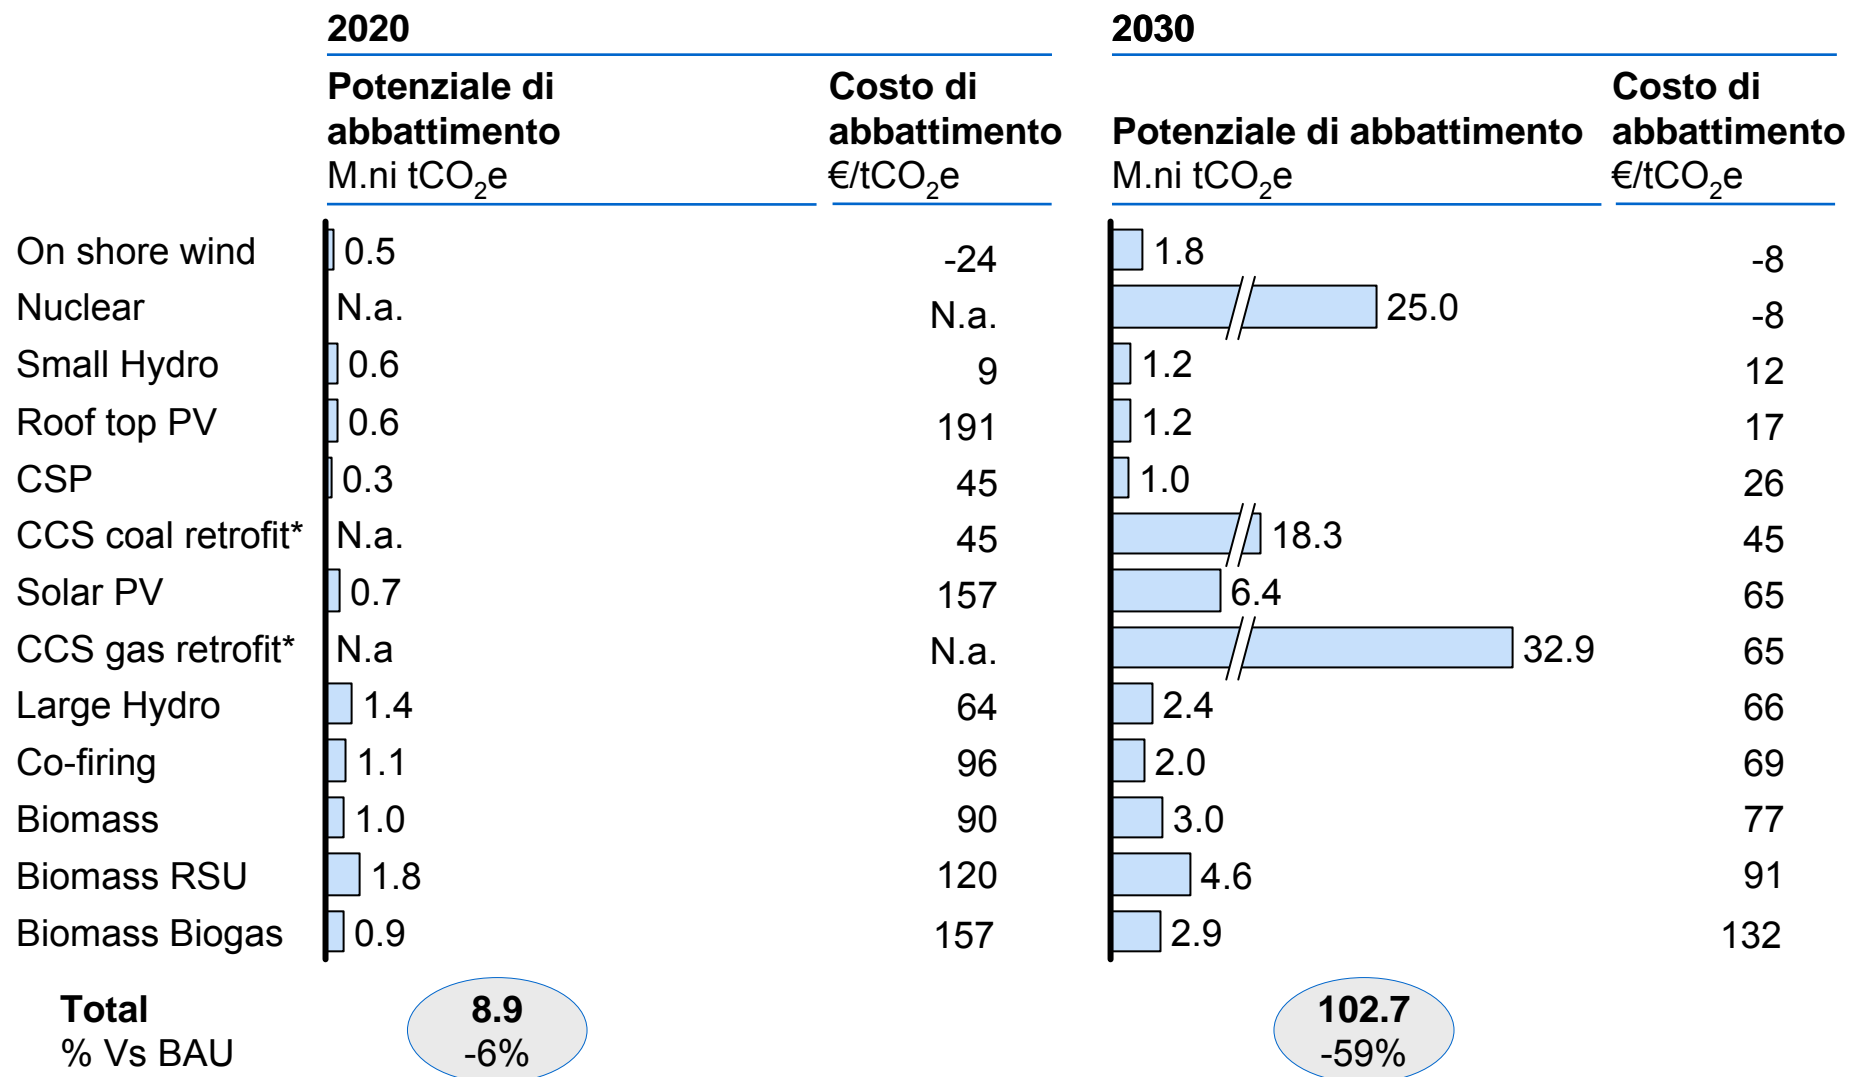 2020 2030
Potenziale di Costo di Costo di
abbattimento abbattimento Potenziale di abbattimento abbattimento
M.ni tCO₂e €/tCO₂e M.ni tCO₂e €/tCO₂e
On shore wind 0.5 -24 1.8 -8
Nuclear N.a. N.a. 25.0 -8
Small Hydro 0.6 9 1.2 12
Roof top PV 0.6 191 1.2 17
CSP 0.3 45 1.0 26
CCS coal retrofit* N.a. 45 18.3 45
Solar PV 0.7 157 6.4 65
CCS gas retrofit* N.a N.a. 32.9 65
Large Hydro 1.4 64 2.4 66
Co-firing 1.1 96 2.0 69
Biomass 1.0 90 3.0 77
Biomass RSU 1.8 120 4.6 91
Biomass Biogas 0.9 157 2.9 132
Total 8.9 102.7
% Vs BAU -6% -59%